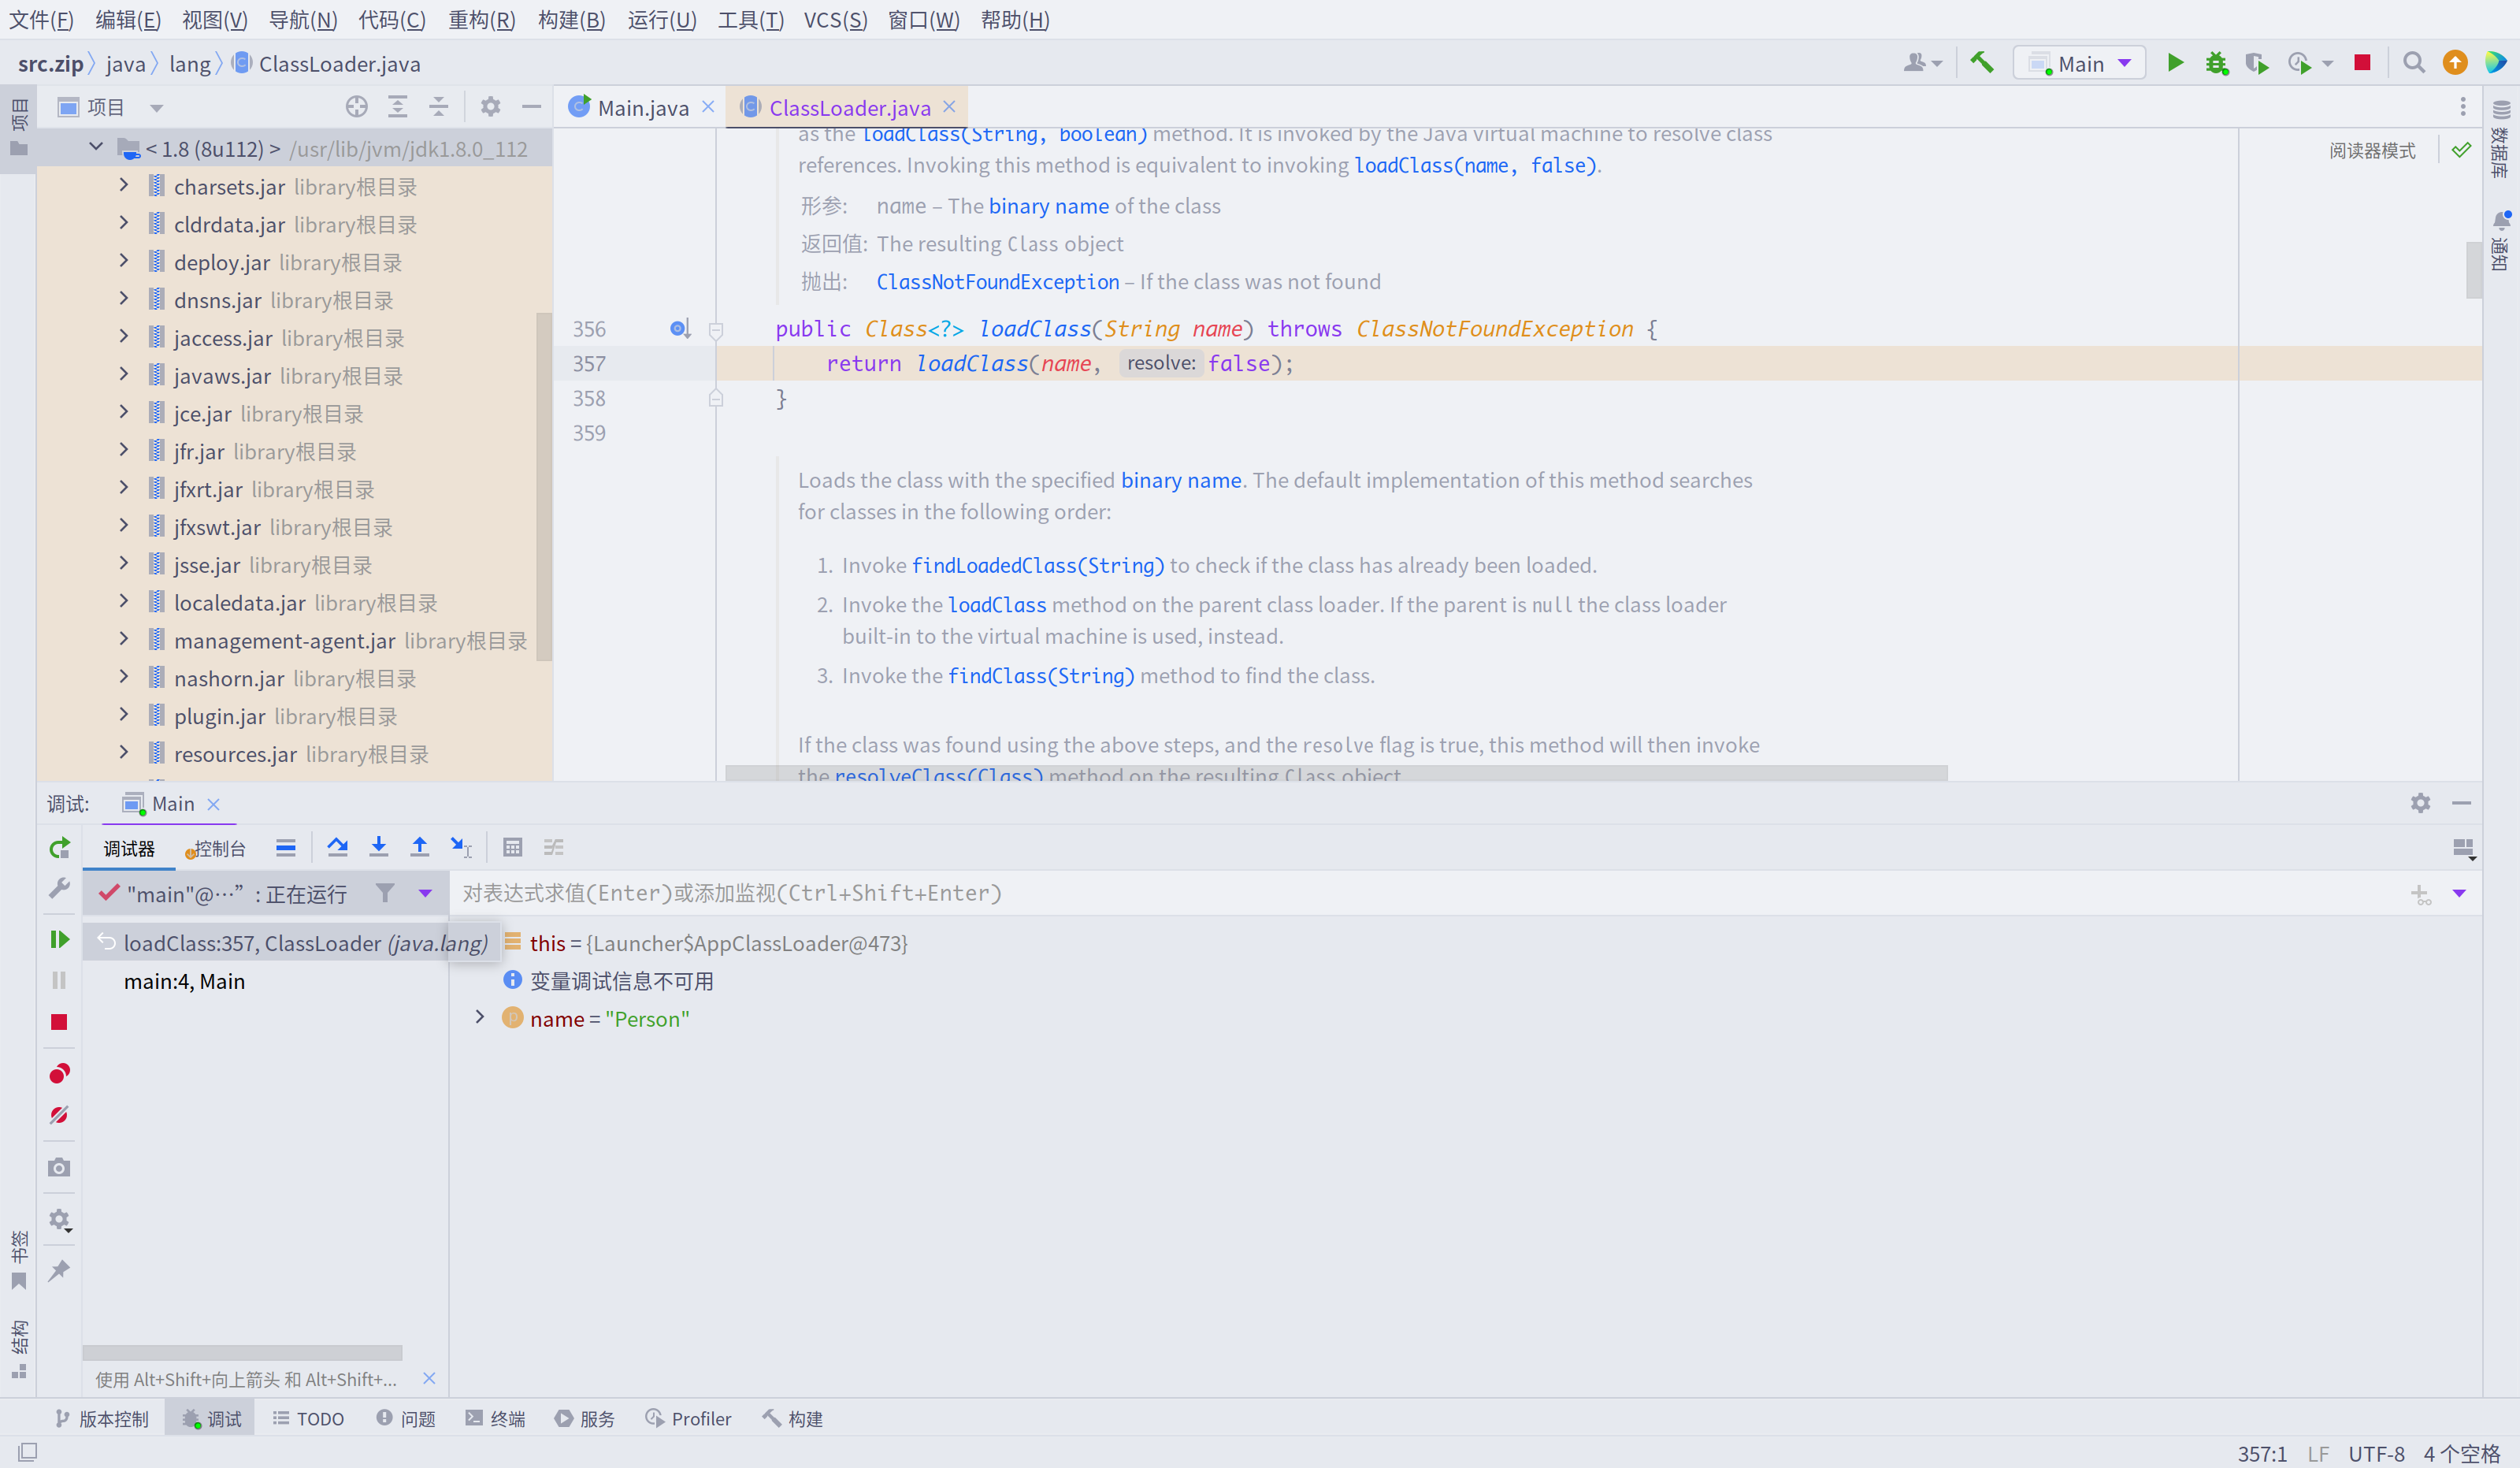 文件(F) 编辑(E) 视图(V) 导航(N) 代码(C) 重构(R) 构建(B) 运行(U) 工具(T) VCS(S) 窗口(W) 帮助(H)
src.zip java lang ClassLoader.java
Main
项目
Main.java
ClassLoader.java
项目
< 1.8 (8u112) > /usr/lib/jvm/jdk1.8.0_112
charsets.jar library根目录
cldrdata.jar library根目录
deploy.jar library根目录
dnsns.jar library根目录
jaccess.jar library根目录
javaws.jar library根目录
jce.jar library根目录
jfr.jar library根目录
jfxrt.jar library根目录
jfxswt.jar library根目录
jsse.jar library根目录
localedata.jar library根目录
management-agent.jar library根目录
nashorn.jar library根目录
plugin.jar library根目录
resources.jar library根目录
as the loadClass(String, boolean) method. It is invoked by the Java virtual machine to resolve class
references. Invoking this method is equivalent to invoking loadClass(name, false).
形参: name – The binary name of the class
返回值: The resulting Class object
抛出: ClassNotFoundException – If the class was not found
356 public Class<?> loadClass(String name) throws ClassNotFoundException {
357 return loadClass(name, resolve: false);
358 }
359
Loads the class with the specified binary name. The default implementation of this method searches
for classes in the following order:
1. Invoke findLoadedClass(String) to check if the class has already been loaded.
2. Invoke the loadClass method on the parent class loader. If the parent is null the class loader
built-in to the virtual machine is used, instead.
3. Invoke the findClass(String) method to find the class.
If the class was found using the above steps, and the resolve flag is true, this method will then invoke
the resolveClass(Class) method on the resulting Class object
阅读器模式
数据库
通知
调试: Main
调试器 控制台
"main"@…” : 正在运行
对表达式求值(Enter)或添加监视(Ctrl+Shift+Enter)
loadClass:357, ClassLoader (java.lang)
main:4, Main
this = {Launcher$AppClassLoader@473}
变量调试信息不可用
name = "Person"
书签
结构
使用 Alt+Shift+向上箭头 和 Alt+Shift+...
版本控制 调试 TODO 问题 终端 服务 Profiler 构建
357:1 LF UTF-8 4 个空格